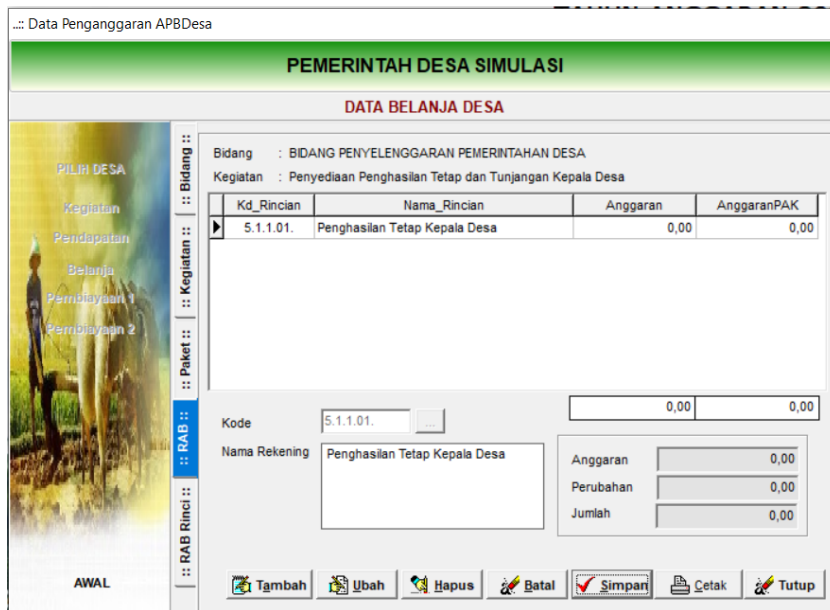 ..:: Data Penganggaran APBDesa
PEMERINTAH DESA SIMULASI
DATA BELANJA DESA
PILIH DESA
Kegiatan
Pendapatan
Belanja
Pembiayaan 1
Pembiayaan 2
AWAL
:: Bidang ::
:: Kegiatan ::
:: Paket ::
:: RAB ::
:: RAB Rinci ::
Bidang : BIDANG PENYELENGGARAN PEMERINTAHAN DESA
Kegiatan : Penyediaan Penghasilan Tetap dan Tunjangan Kepala Desa
Kd_Rincian Nama_Rincian Anggaran AnggaranPAK
5.1.1.01. Penghasilan Tetap Kepala Desa 0,00 0,00
0,00 0,00
Kode 5.1.1.01. ...
Nama Rekening Penghasilan Tetap Kepala Desa
Anggaran 0,00
Perubahan 0,00
Jumlah 0,00
Tambah Ubah Hapus Batal Simpan Cetak Tutup